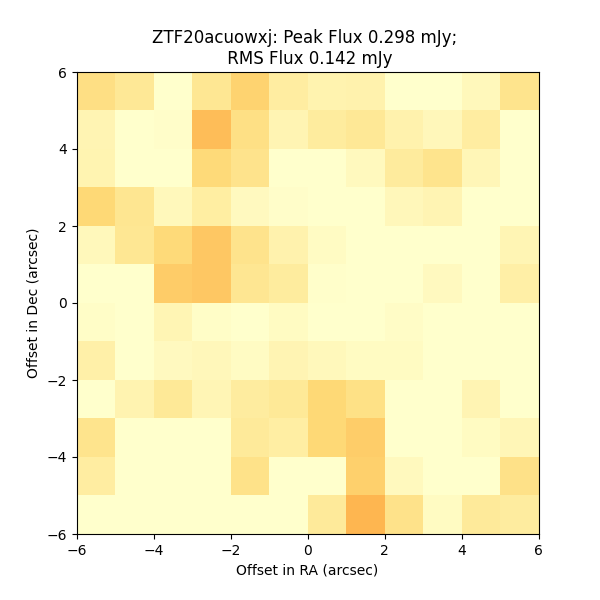 ZTF20acuowxj: Peak Flux 0.298 mJy;
RMS Flux 0.142 mJy
6
4
2
0
−2
−4
−6
Offset in Dec (arcsec)
−6 −4 −2 0 2 4 6
Offset in RA (arcsec)